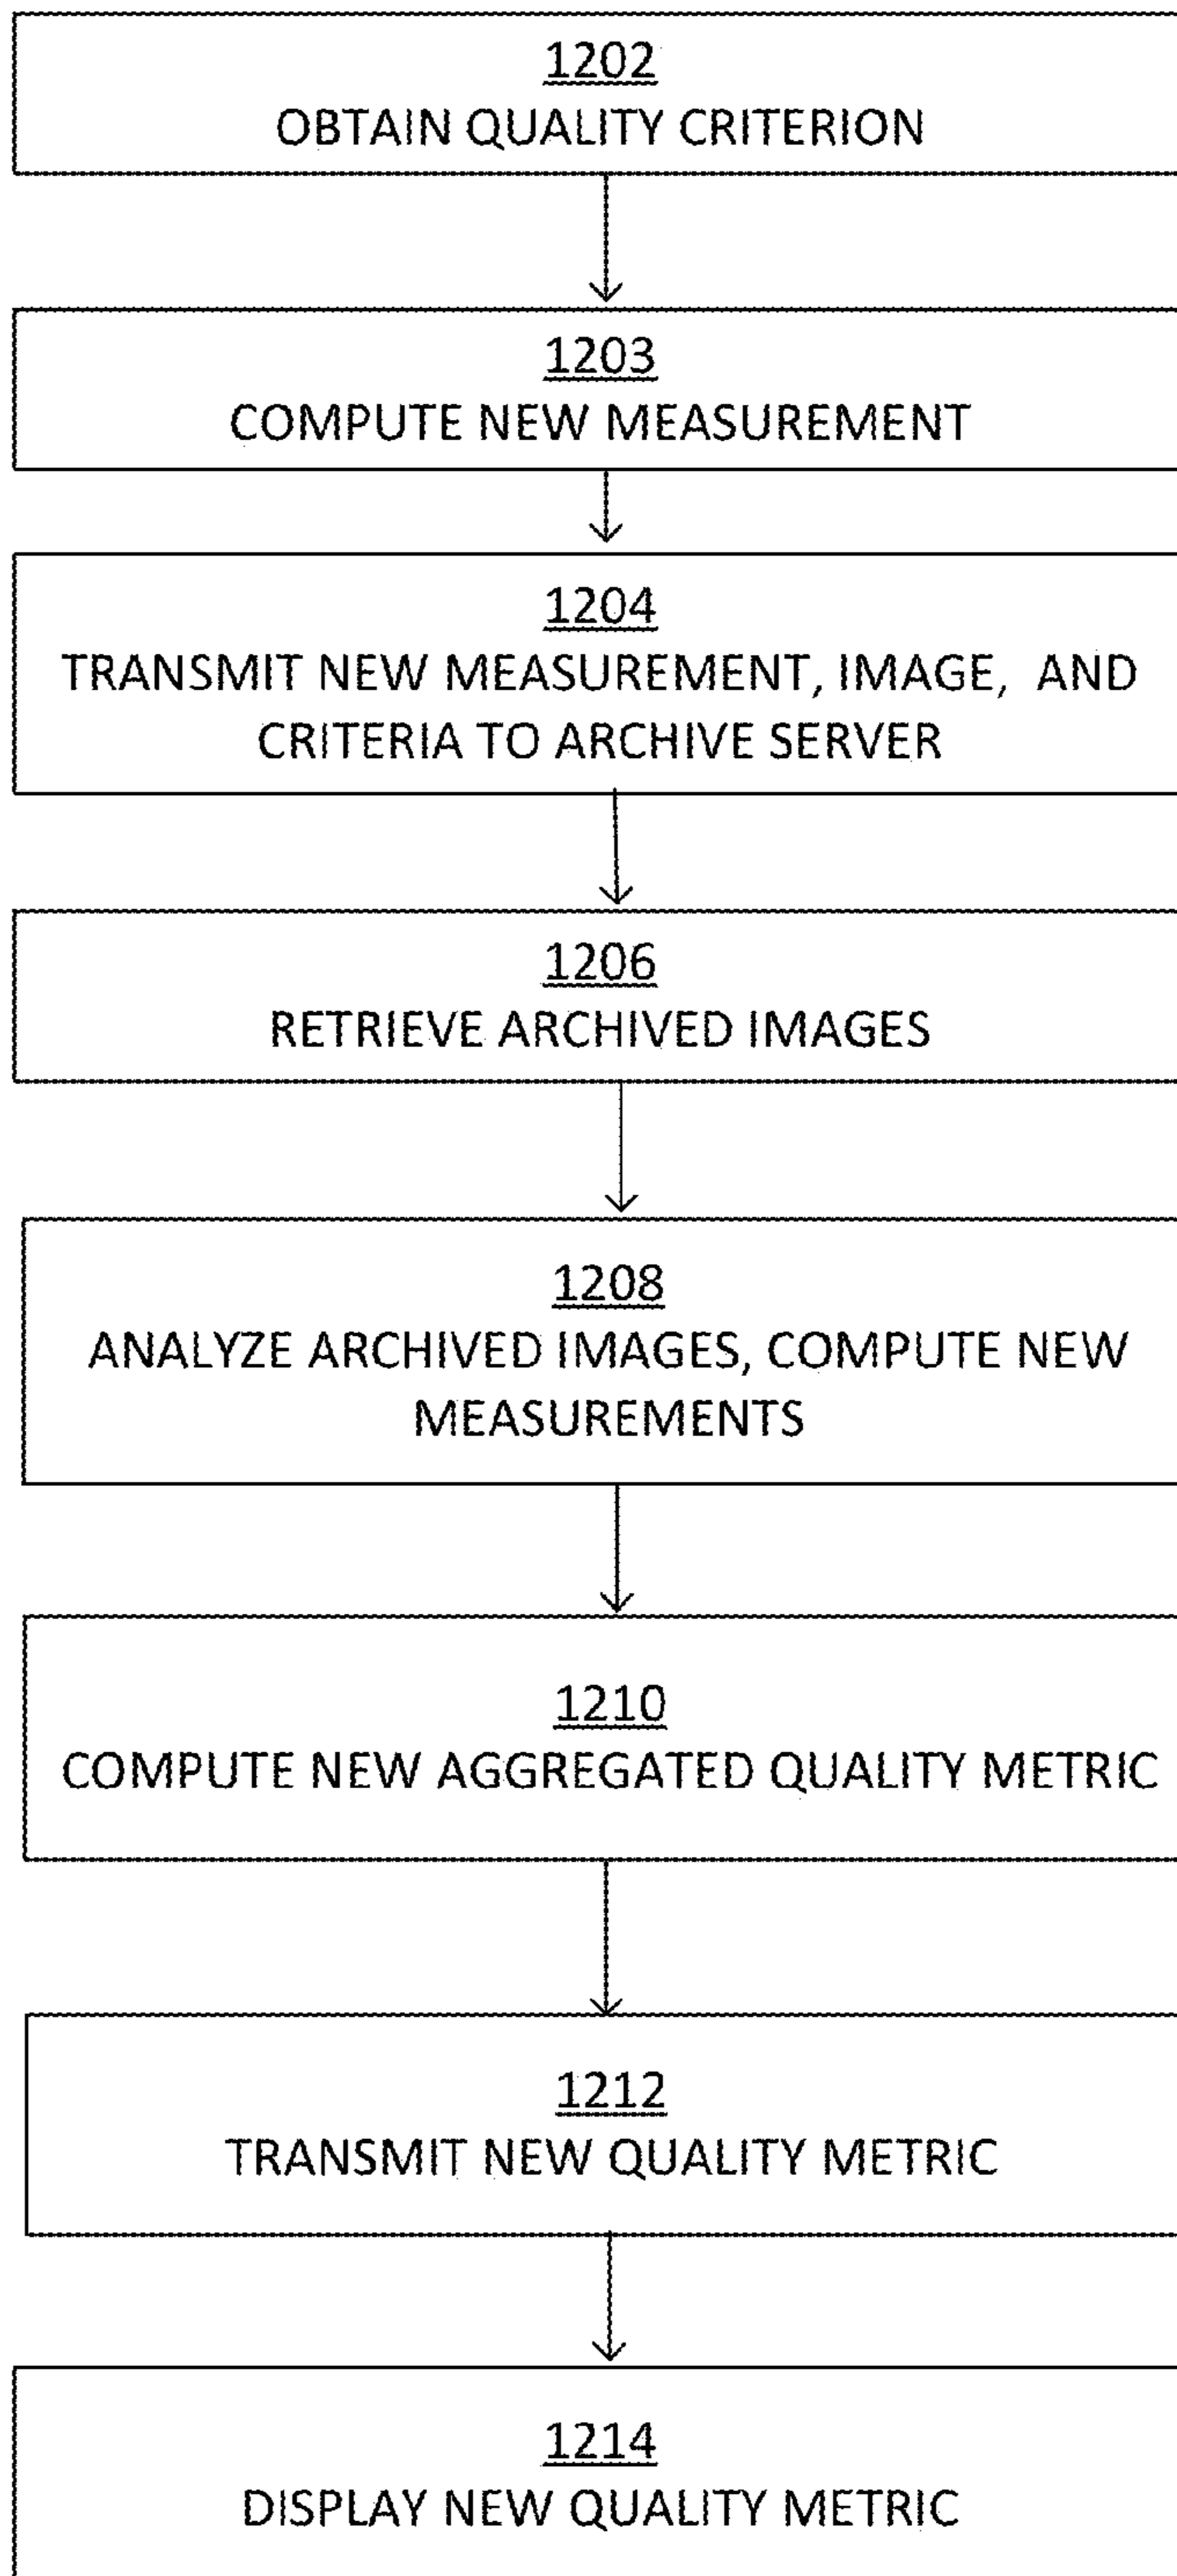 1202
OBTAIN QUALITY CRITERION
1203
COMPUTE NEW MEASUREMENT
1204
TRANSMIT NEW MEASUREMENT, IMAGE, AND
CRITERIA TO ARCHIVE SERVER
1206
RETRIEVE ARCHIVED IMAGES
1208
ANALYZE ARCHIVED IMAGES, COMPUTE NEW
MEASUREMENTS
1210
COMPUTE NEW AGGREGATED QUALITY METRIC
1212
TRANSMIT NEW QUALITY METRIC
1214
DISPLAY NEW QUALITY METRIC